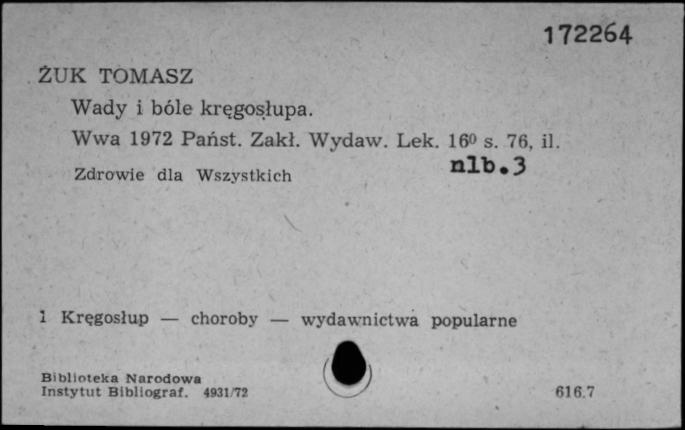 172264
ŻUK TOMASZ
Wady i bóle kręgosłupa.
Wwa 1972 Państ. Zakł. Wydaw. Lek. 16⁰ s. 76, il.
nlb.3
Zdrowie dla Wszystkich
1 Kręgosłup — choroby — wydawnictwa popularne
Biblioteka Narodowa
Instytut Bibliograf. 4931/72
616.7